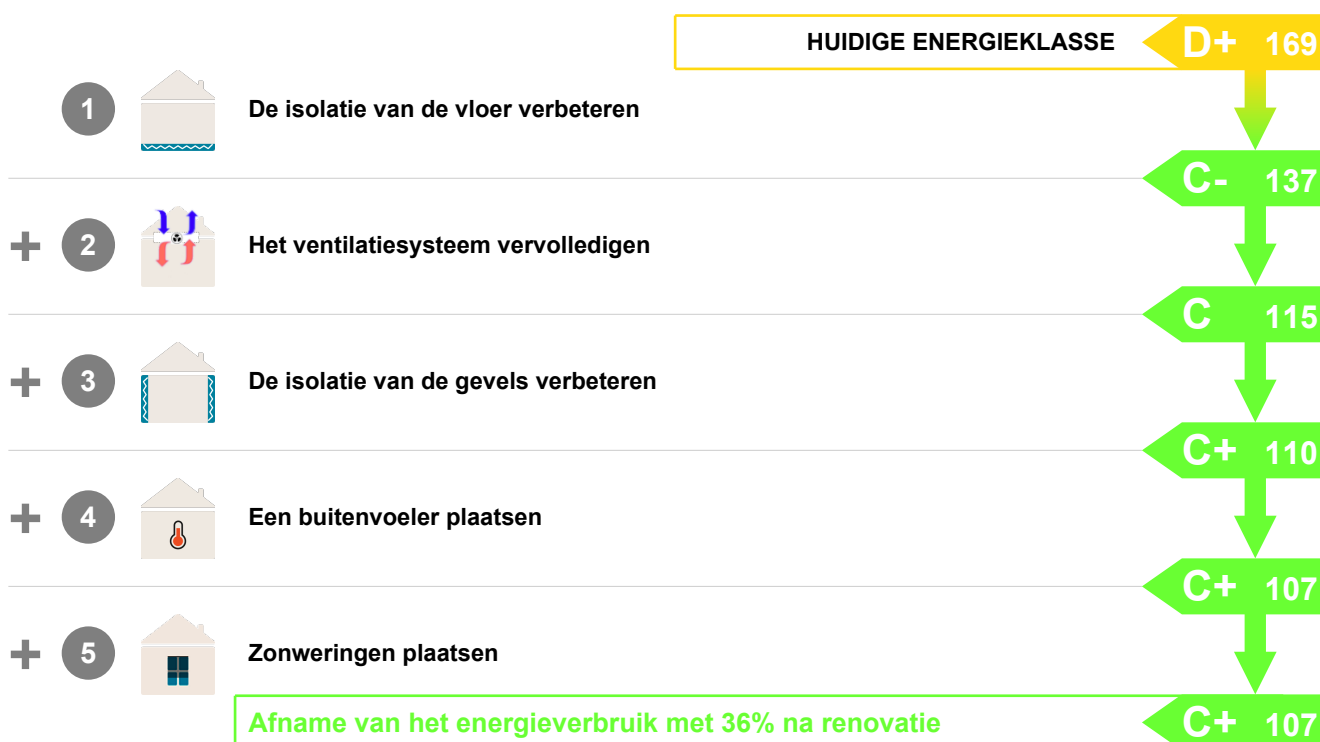 HUIDIGE ENERGIEKLASSE D+ 169
1 De isolatie van de vloer verbeteren
C- 137
+ 2 Het ventilatiesysteem vervolledigen
C 115
+ 3 De isolatie van de gevels verbeteren
C+ 110
+ 4 Een buitenvoeler plaatsen
C+ 107
+ 5 Zonweringen plaatsen
Afname van het energieverbruik met 36% na renovatie C+ 107